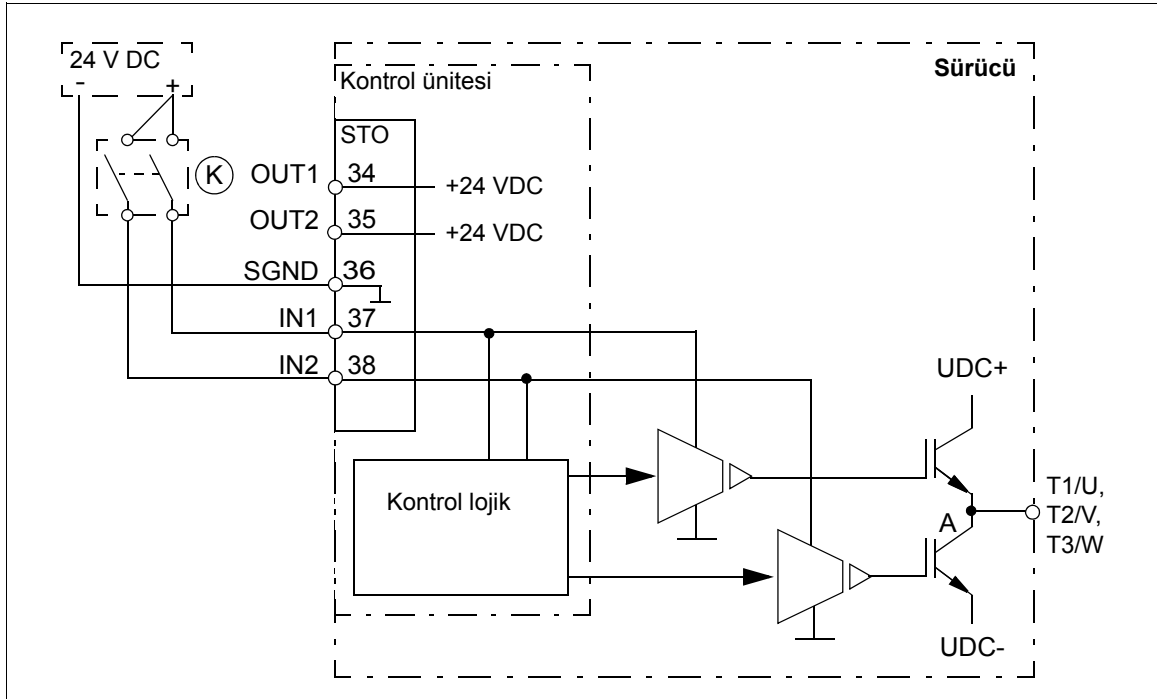 24 V DC
- +
Sürücü
Kontrol ünitesi
STO
K
OUT1 34 +24 VDC
OUT2 35 +24 VDC
SGND 36
IN1 37
IN2 38
UDC+
Kontrol lojik
A
T1/U,
T2/V,
T3/W
UDC-